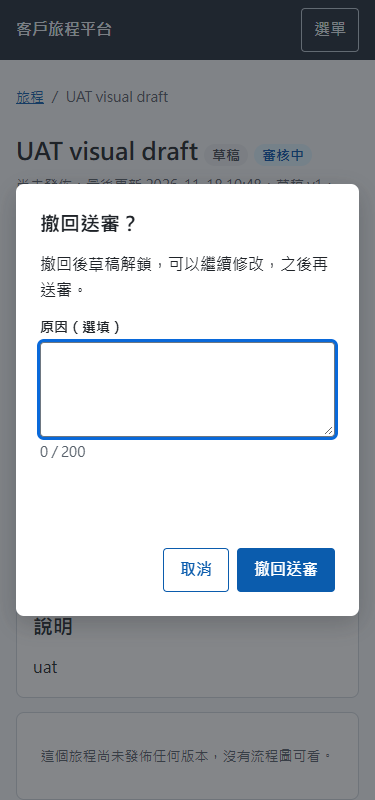 客戶旅程平台
選單
旅程 / UAT visual draft
UAT visual draft 草稿 審核中
撤回送審？
撤回後草稿解鎖，可以繼續修改，之後再
送審。
原因（選填）
0 / 200
取消 撤回送審
說明
uat
這個旅程尚未發佈任何版本，沒有流程圖可看。